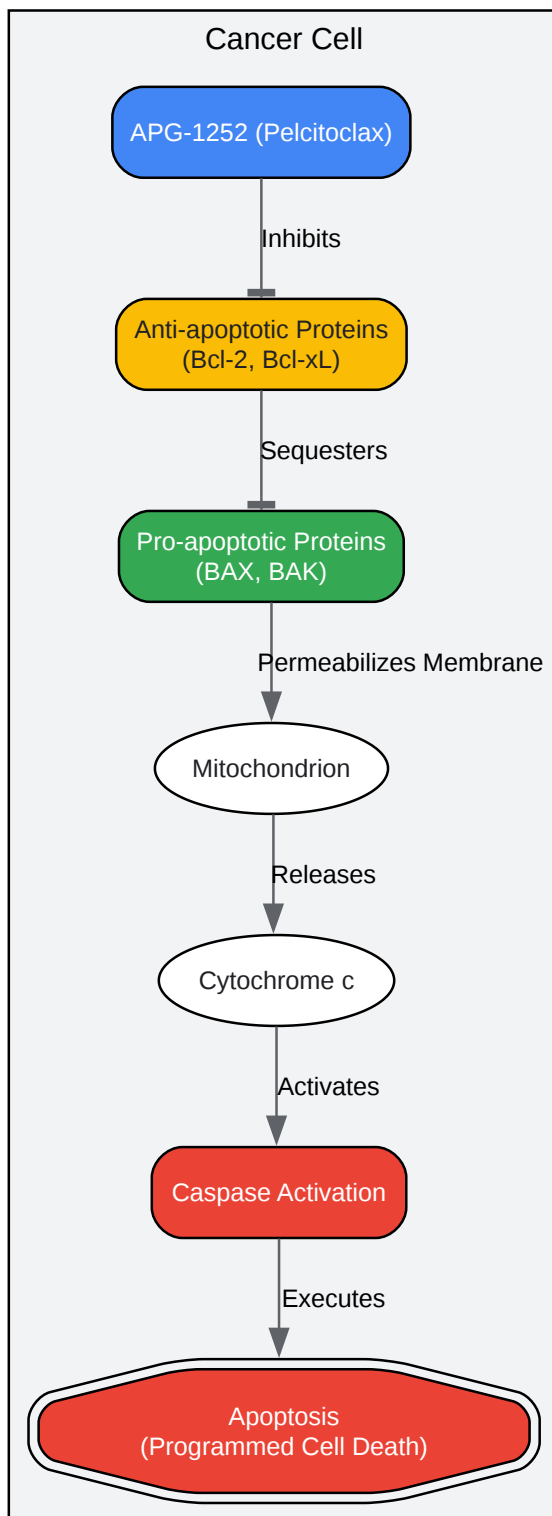 Cancer Cell
APG-1252 (Pelcitoclax)
Inhibits
Anti-apoptotic Proteins
(Bcl-2, Bcl-xL)
Sequesters
Pro-apoptotic Proteins
(BAX, BAK)
Permeabilizes Membrane
Mitochondrion
Releases
Cytochrome c
Activates
Caspase Activation
Executes
Apoptosis
(Programmed Cell Death)